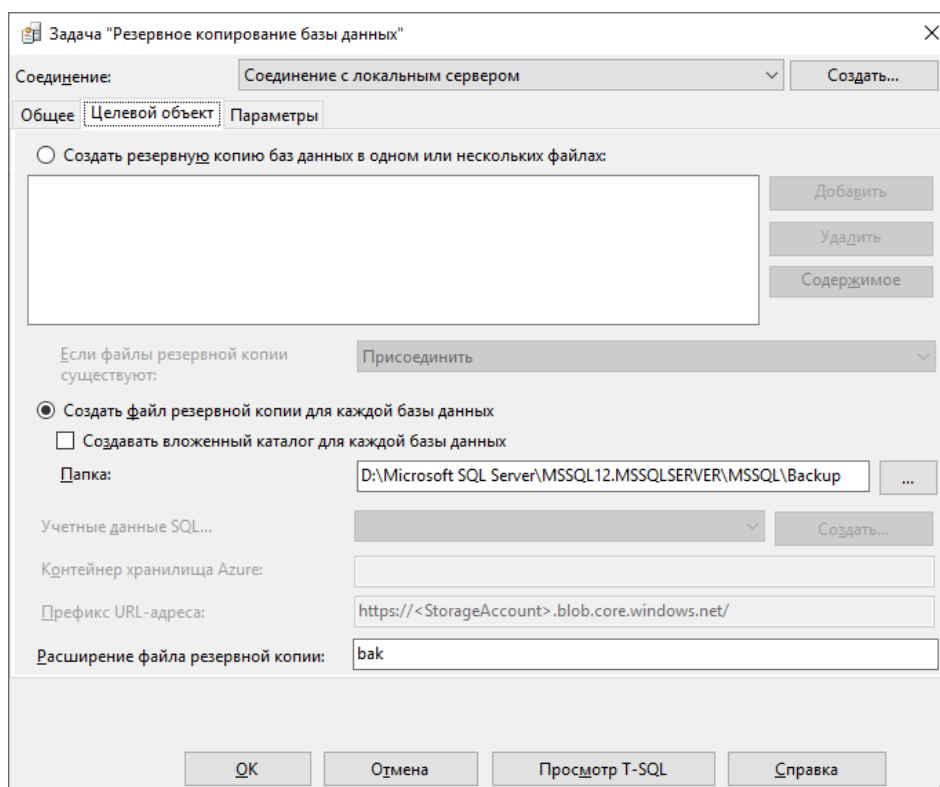 Задача "Резервное копирование базы данных"
Соединение: Соединение с локальным сервером Создать...
Общее Целевой объект Параметры
Создать резервную копию баз данных в одном или нескольких файлах:
Добавить
Удалить
Содержимое
Если файлы резервной копии
существуют:
Присоединить
Создать файл резервной копии для каждой базы данных
Создавать вложенный каталог для каждой базы данных
Папка: D:\Microsoft SQL Server\MSSQL12.MSSQLSERVER\MSSQL\Backup ...
Учетные данные SQL... Создать...
Контейнер хранилища Azure:
Префикс URL-адреса: https://<StorageAccount>.blob.core.windows.net/
Расширение файла резервной копии: bak
OK Отмена Просмотр T-SQL Справка